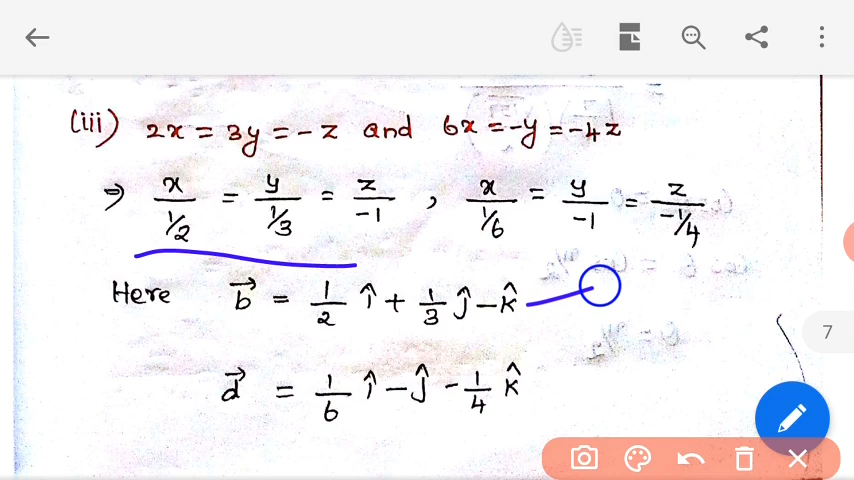 (iii) 2x = 3y = -z and 6x = -y = -4z
⇒ x/(1/2) = y/(1/3) = z/-1 , x/(1/6) = y/-1 = z/(-1/4)
Here b⃗ = 1/2 î + 1/3 ĵ - k̂
7
d⃗ = 1/6 î - ĵ - 1/4 k̂